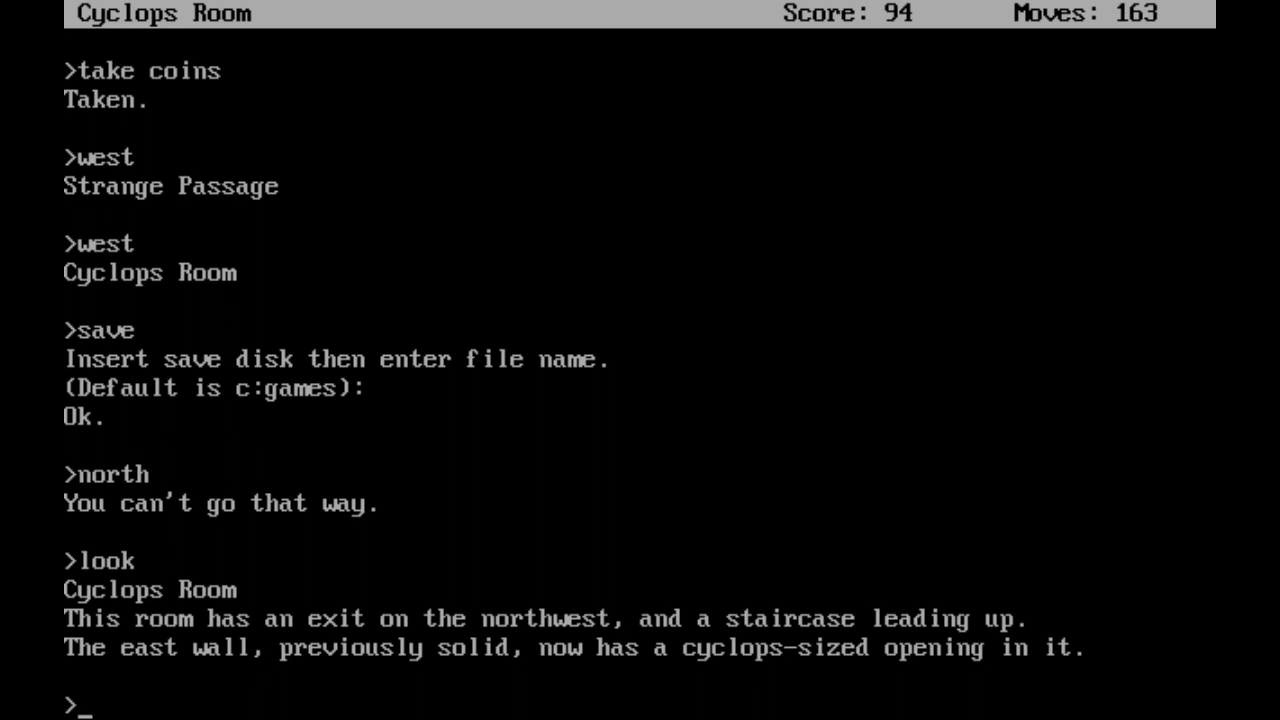 Cyclops Room Score: 94 Moves: 163
>take coins
Taken.
>west
Strange Passage
>west
Cyclops Room
>save
Insert save disk then enter file name.
(Default is c:games):
Ok.
>north
You can't go that way.
>look
Cyclops Room
This room has an exit on the northwest, and a staircase leading up.
The east wall, previously solid, now has a cyclops-sized opening in it.
>_